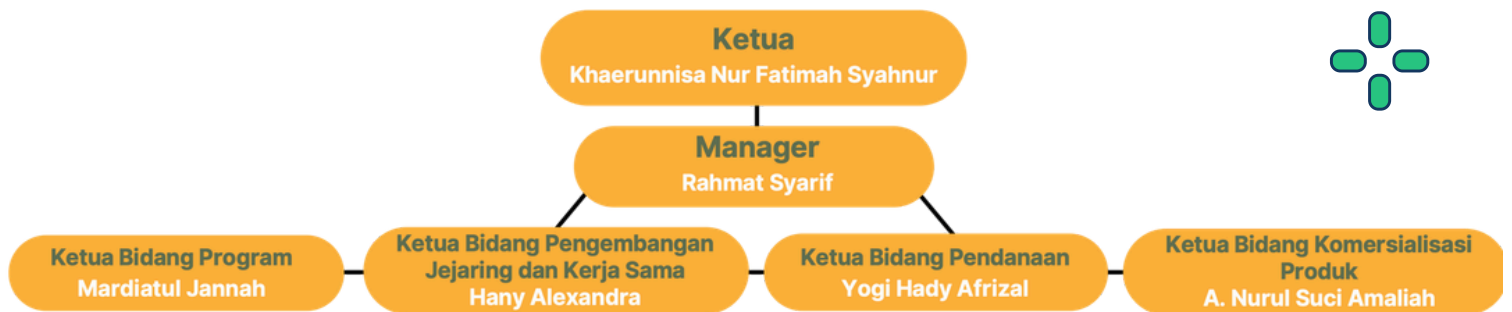 Ketua
Khaerunnisa Nur Fatimah Syahnur
Manager
Rahmat Syarif
Ketua Bidang Program
Mardiatul Jannah
Ketua Bidang Pengembangan
Jejaring dan Kerja Sama
Hany Alexandra
Ketua Bidang Pendanaan
Yogi Hady Afrizal
Ketua Bidang Komersialisasi
Produk
A. Nurul Suci Amaliah